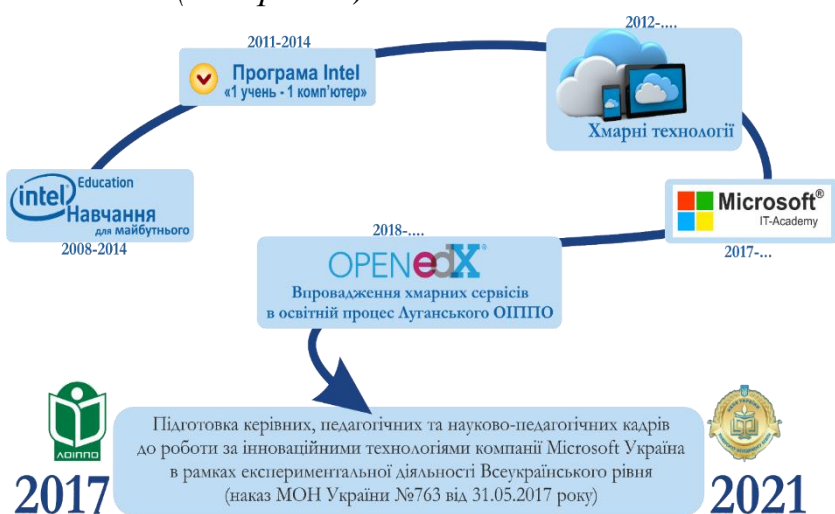 2011-2014
Програма Intel
«1 учень - 1 комп'ютер»
2012-....
Хмарні технології
intel Education
Навчання
для майбутнього
2008-2014
Microsoft®
IT-Academy
2017-...
2018-....
OPEN edX
Впровадження хмарних сервісів
в освітній процес Луганського ОІППО
ЛОІППО
2017
Підготовка керівних, педагогічних та науково-педагогічних кадрів
до роботи за інноваційними технологіями компанії Microsoft Україна
в рамках експериментальної діяльності Всеукраїнського рівня
(наказ МОН України №763 від 31.05.2017 року)
2021